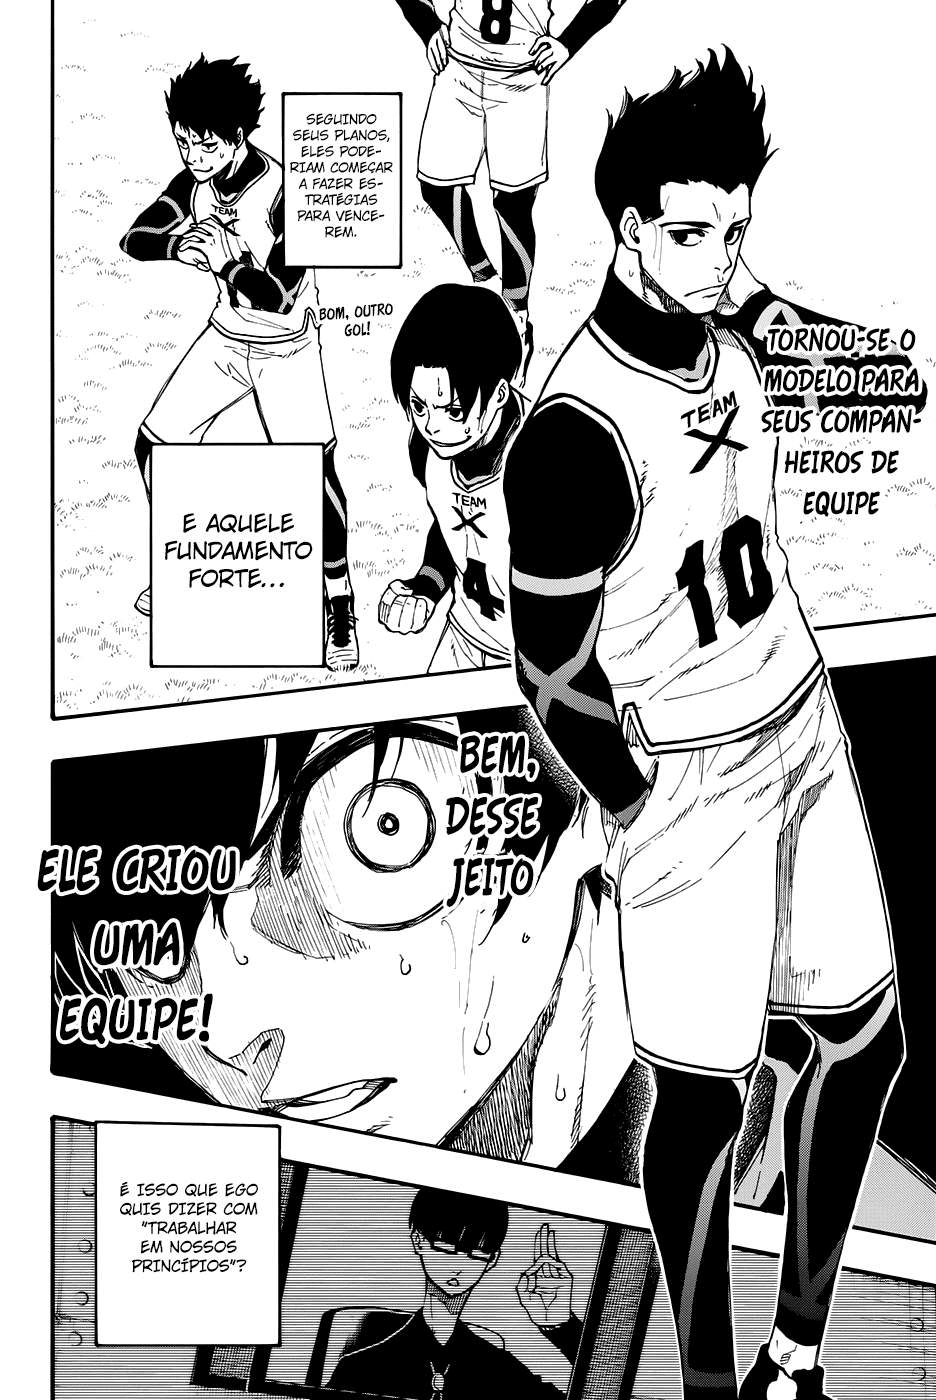 8
SEGUINDO
SEUS PLANOS,
ELES PODE-
RIAM COMEÇAR
A FAZER ES-
TRATÉGIAS
PARA VENCE-
REM.
TEAM
X
BOM, OUTRO
GOL!
TORNOU-SE O
MODELO PARA
SEUS COMPAN-
HEIROS DE
EQUIPE
TEAM
X
10
TEAM
X
4
E AQUELE
FUNDAMENTO
FORTE...
BEM,
DESSE
JEITO
ELE CRIOU
UMA
EQUIPE!
É ISSO QUE EGO
QUIS DIZER COM
"TRABALHAR
EM NOSSOS
PRINCÍPIOS"?